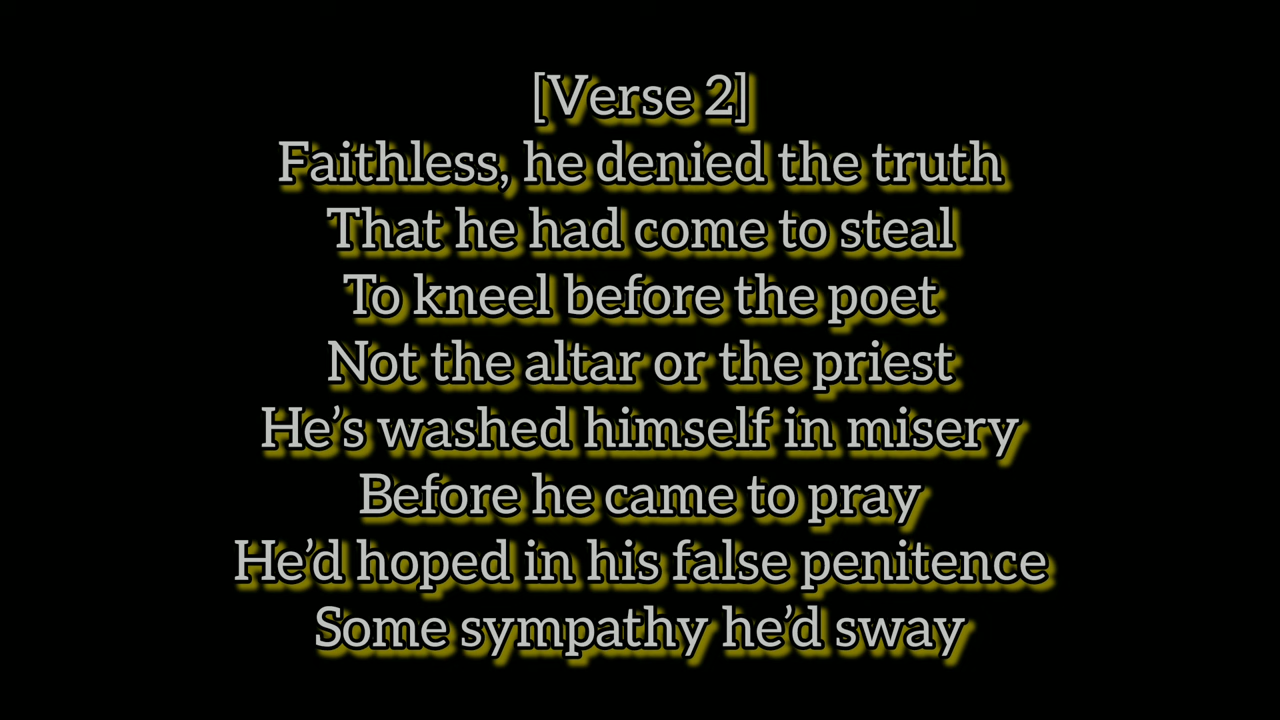 [Verse 2]
Faithless, he denied the truth
That he had come to steal
To kneel before the poet
Not the altar or the priest
He’s washed himself in misery
Before he came to pray
He’d hoped in his false penitence
Some sympathy he’d sway